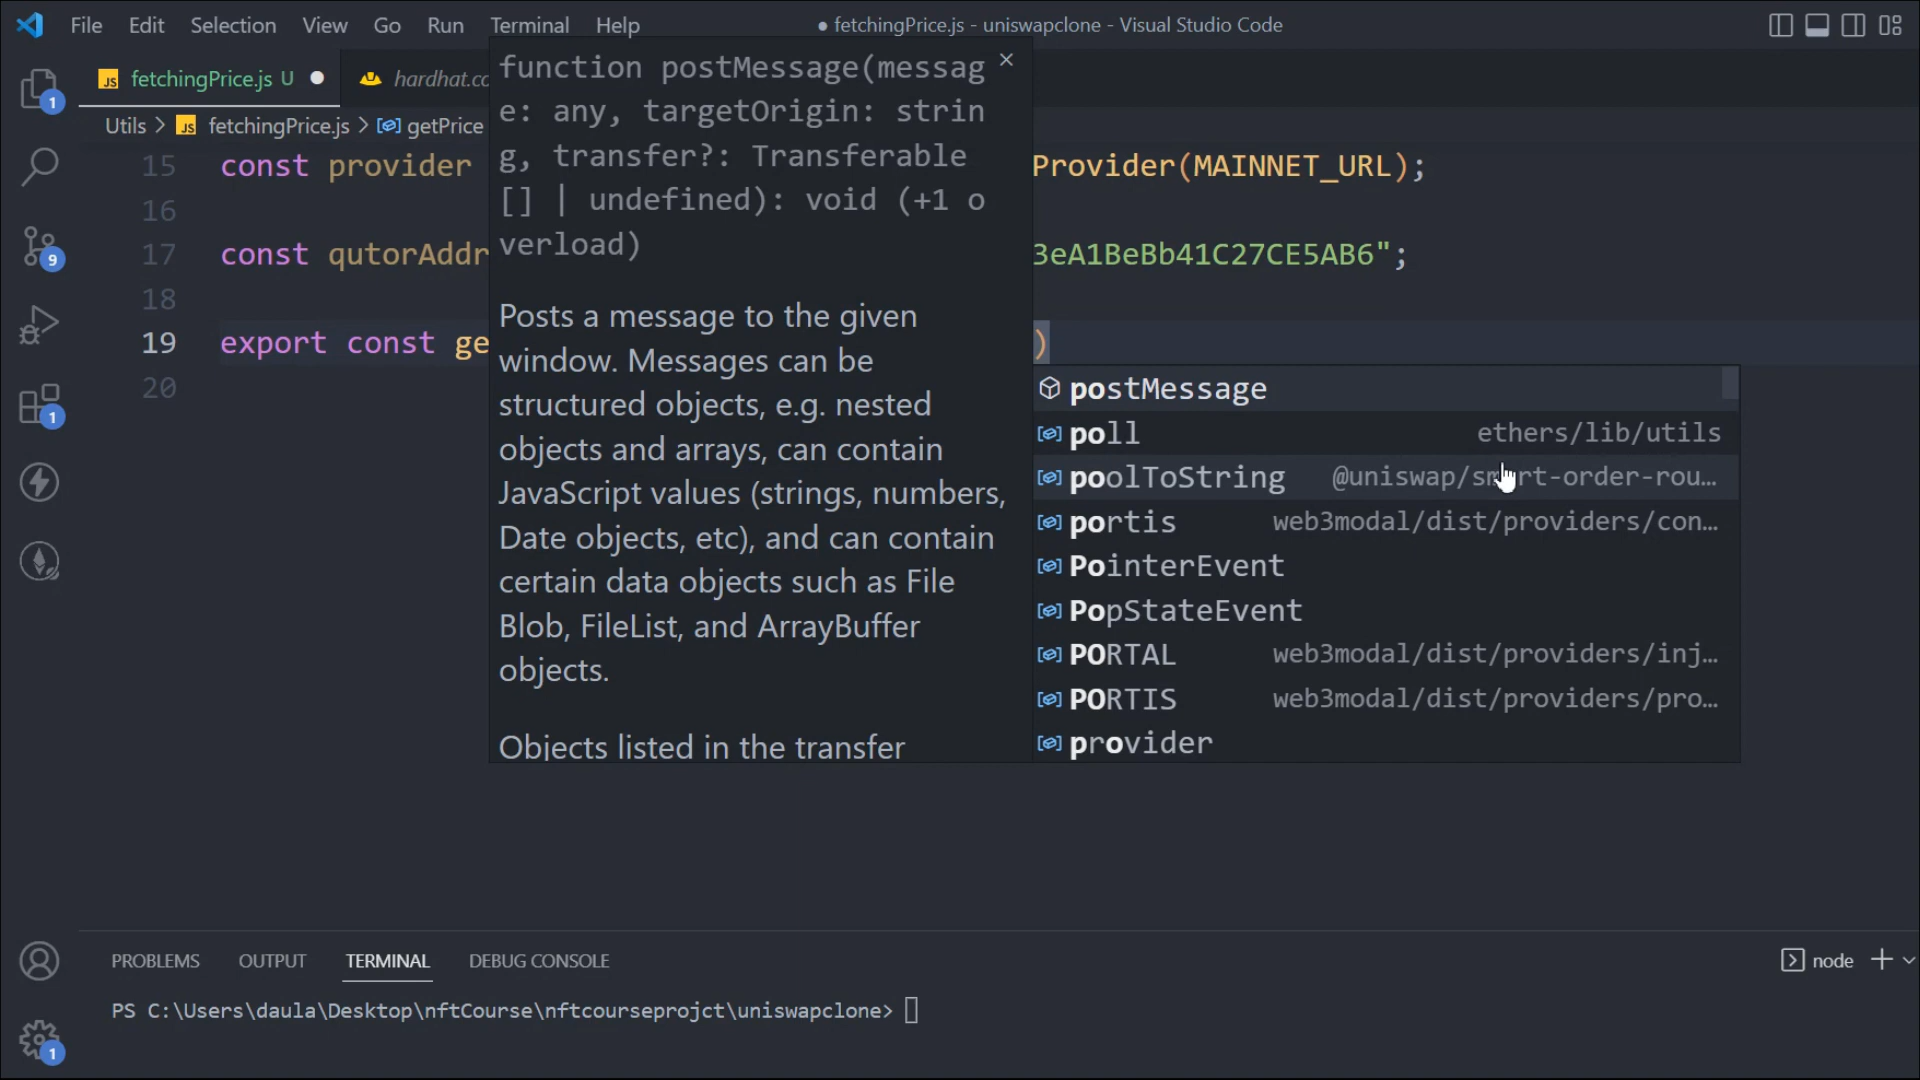 File Edit Selection View Go Run Terminal Help ● fetchingPrice.js - uniswapclone - Visual Studio Code
JS fetchingPrice.js U ● hardhat.co
Utils > JS fetchingPrice.js > getPrice
15 const provider Provider(MAINNET_URL);
16
17 const qutorAddr 3eA1BeBb41C27CE5AB6";
18
19 export const ge )
20
function postMessage(messag
e: any, targetOrigin: strin
g, transfer?: Transferable
[] | undefined): void (+1 o
verload)
Posts a message to the given
window. Messages can be
structured objects, e.g. nested
objects and arrays, can contain
JavaScript values (strings, numbers,
Date objects, etc), and can contain
certain data objects such as File
Blob, FileList, and ArrayBuffer
objects.
Objects listed in the transfer
postMessage
poll ethers/lib/utils
poolToString @uniswap/smart-order-rou…
portis web3modal/dist/providers/con…
PointerEvent
PopStateEvent
PORTAL web3modal/dist/providers/inj…
PORTIS web3modal/dist/providers/pro…
provider
1
9
1
1
PROBLEMS OUTPUT TERMINAL DEBUG CONSOLE node
PS C:\Users\daula\Desktop\nftCourse\nftcourseprojct\uniswapclone>